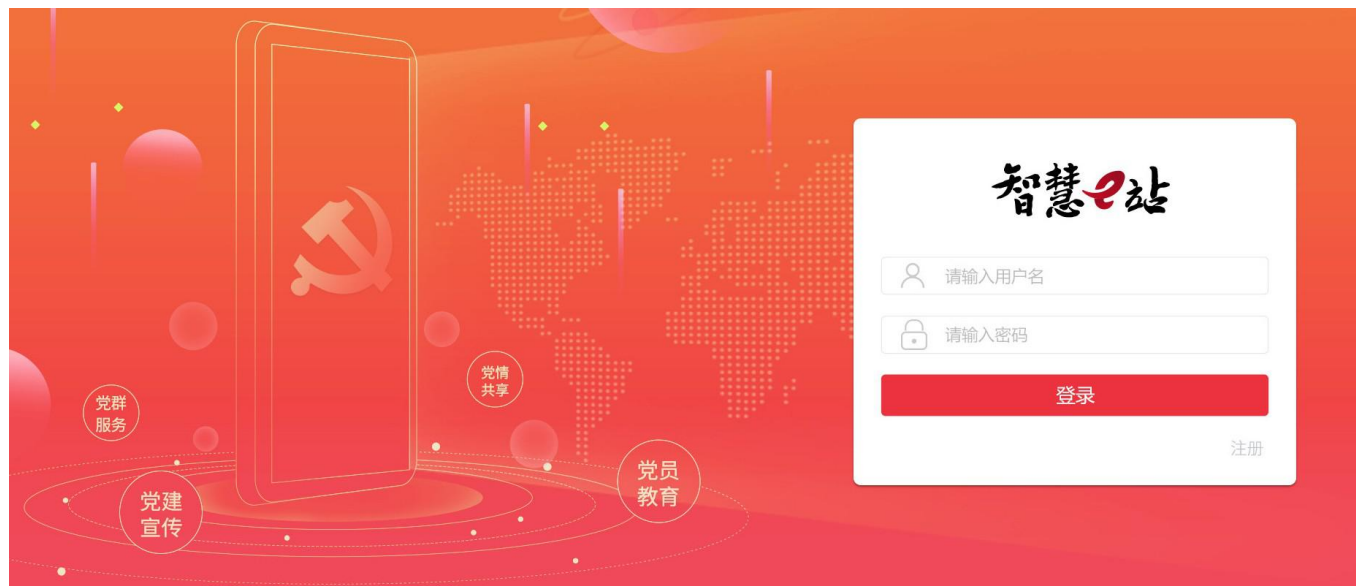 智慧e站
请输入用户名
请输入密码
登录
注册
党情
共享
党群
服务
党员
教育
党建
宣传